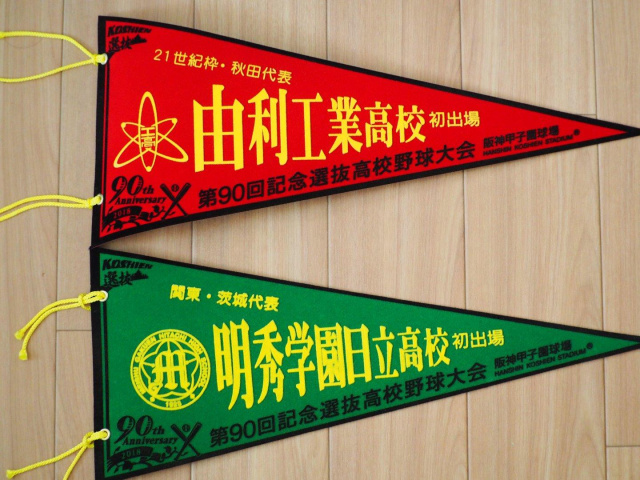 KOSHIEN
選抜
21世紀枠・秋田代表
工高
由利工業高校 初出場
阪神甲子園球場
HANSHIN KOSHIEN STADIUM
90th
Anniversary
2018
第90回記念選抜高校野球大会
KOSHIEN
選抜
関東・茨城代表
M
明秀学園日立高校 初出場
阪神甲子園球場
HANSHIN KOSHIEN STADIUM
90th
Anniversary
2018
第90回記念選抜高校野球大会